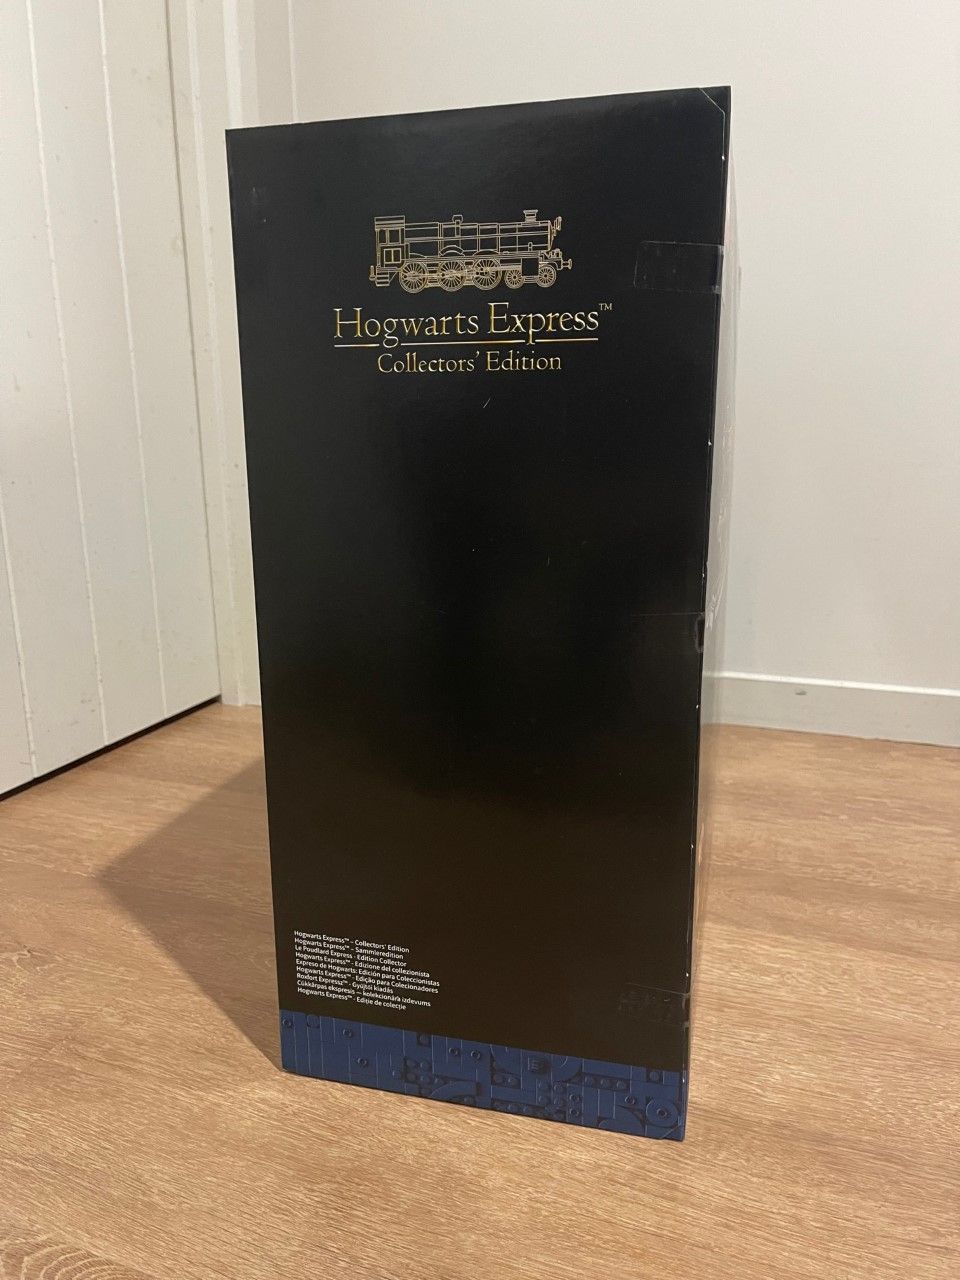 Hogwarts Express™
Collectors' Edition
Hogwarts Express™ – Collectors' Edition
Hogwarts Express™ – Sammleredition
Le Poudlard Express - Édition Collector
Hogwarts Express™ - Edizione del collezionista
Expreso de Hogwarts: Edición para Coleccionistas
Hogwarts Express™ - Edição para Colecionadores
Roxfort Expressz™ - Gyűjtői kiadás
Cūkkārpas ekspresis — kolekcionāra izdevums
Hogwarts Express™ - Ediție de colecție